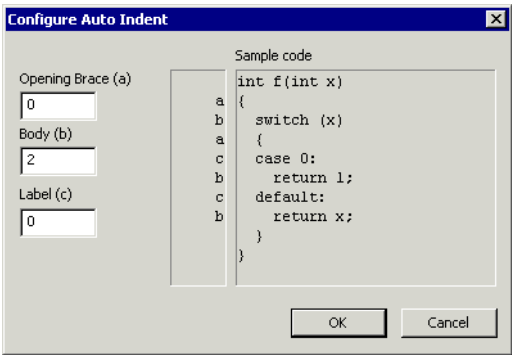 Configure Auto Indent
Sample code
Opening Brace (a)
0
Body (b)
2
Label (c)
0
int f(int x)
a {
b   switch (x)
a   {
c   case 0:
b     return 1;
c   default:
b     return x;
  }
}
OK
Cancel